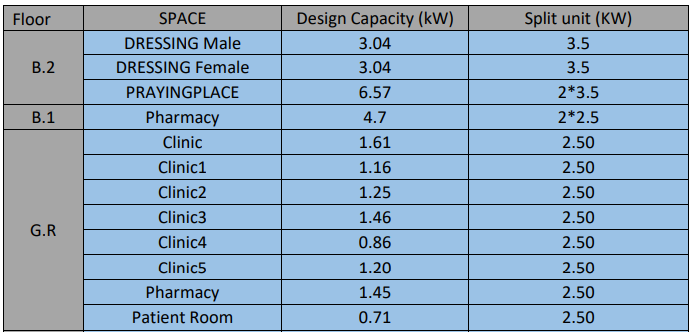 Floor SPACE Design Capacity (kW) Split unit (KW)
B.2 DRESSING Male 3.04 3.5
DRESSING Female 3.04 3.5
PRAYINGPLACE 6.57 2*3.5
B.1 Pharmacy 4.7 2*2.5
G.R Clinic 1.61 2.50
Clinic1 1.16 2.50
Clinic2 1.25 2.50
Clinic3 1.46 2.50
Clinic4 0.86 2.50
Clinic5 1.20 2.50
Pharmacy 1.45 2.50
Patient Room 0.71 2.50